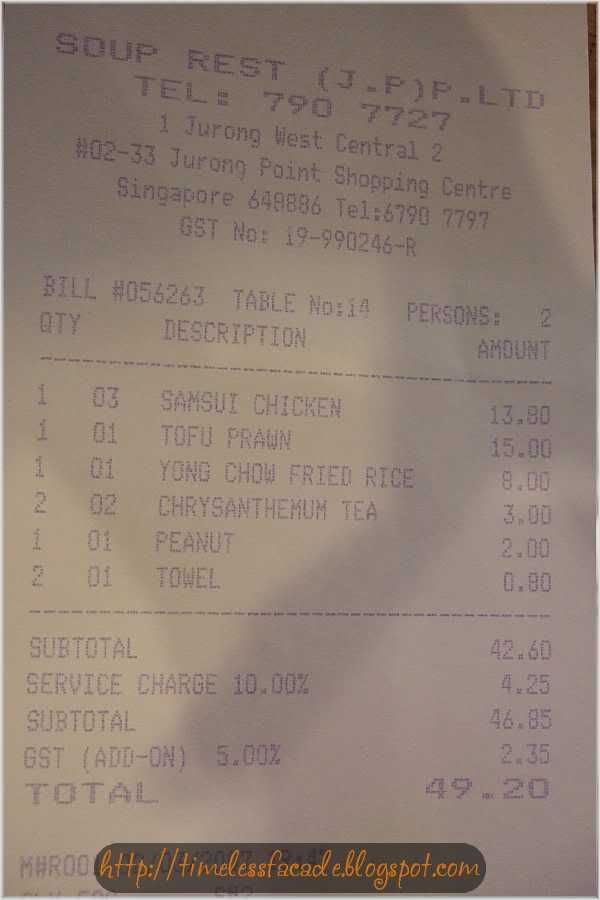 SOUP REST (J.P)P.LTD
TEL: 790 7727
1 Jurong West Central 2
#02-33 Jurong Point Shopping Centre
Singapore 648886 Tel:6790 7797
GST No: 19-990246-R
BILL #056263 TABLE No:14 PERSONS: 2
QTY DESCRIPTION AMOUNT
1 03 SAMSUI CHICKEN 13.80
1 01 TOFU PRAWN 15.00
1 01 YONG CHOW FRIED RICE 8.00
2 02 CHRYSANTHEMUM TEA 3.00
1 01 PEANUT 2.00
2 01 TOWEL 0.80
SUBTOTAL 42.60
SERVICE CHARGE 10.00% 4.25
SUBTOTAL 46.85
GST (ADD-ON) 5.00% 2.35
TOTAL 49.20
http://timelessfacade.blogspot.com